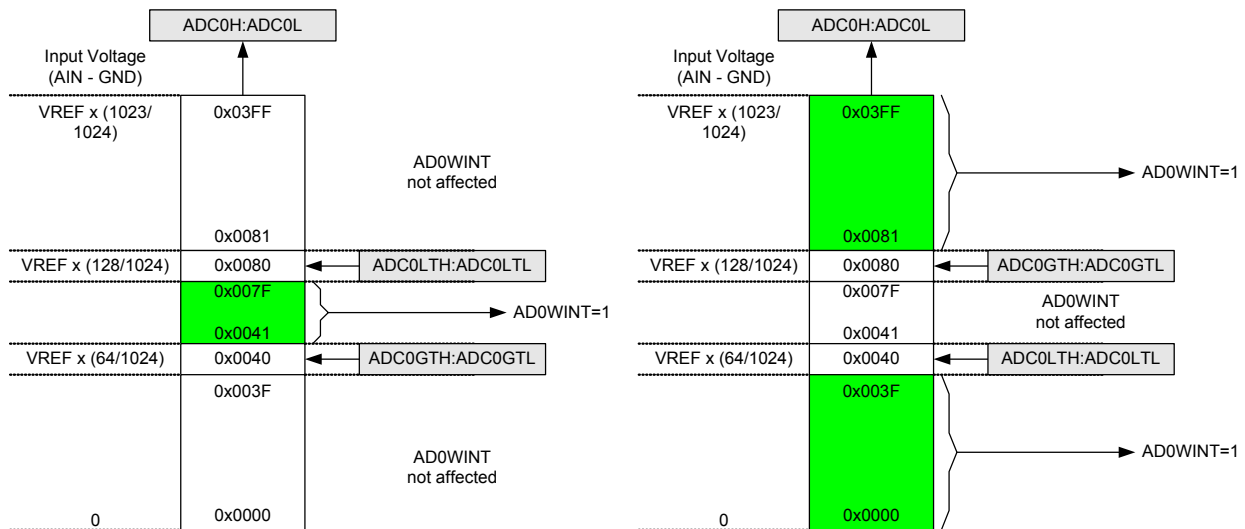 ADC0H:ADC0L
Input Voltage
(AIN - GND)
VREF x (1023/
1024)
0x03FF
AD0WINT
not affected
0x0081
VREF x (128/1024)
0x0080
ADC0LTH:ADC0LTL
0x007F
AD0WINT=1
0x0041
VREF x (64/1024)
0x0040
ADC0GTH:ADC0GTL
0x003F
AD0WINT
not affected
0
0x0000
ADC0H:ADC0L
Input Voltage
(AIN - GND)
VREF x (1023/
1024)
0x03FF
AD0WINT=1
0x0081
VREF x (128/1024)
0x0080
ADC0GTH:ADC0GTL
0x007F
AD0WINT
not affected
0x0041
VREF x (64/1024)
0x0040
ADC0LTH:ADC0LTL
0x003F
AD0WINT=1
0
0x0000